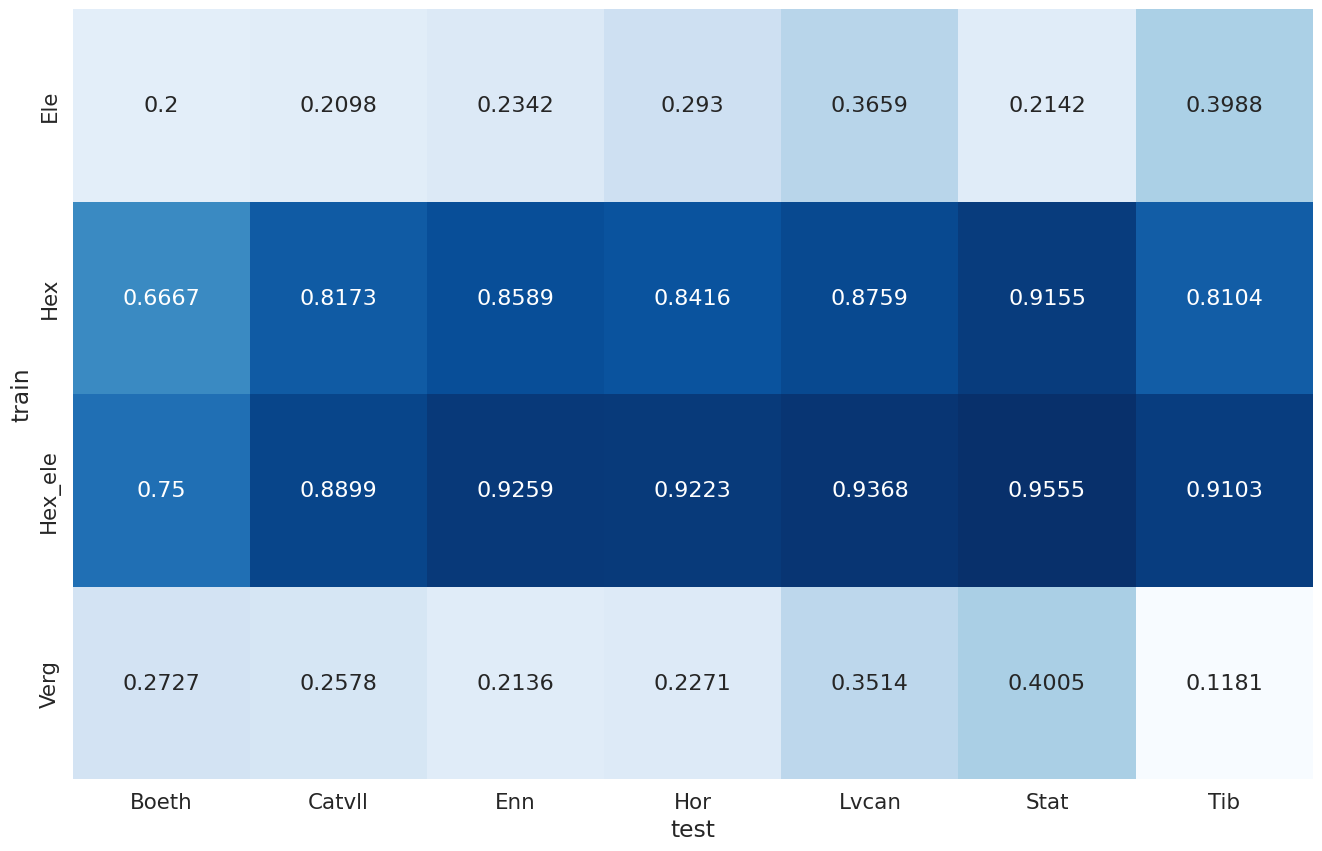 Ele 0.2 0.2098 0.2342 0.293 0.3659 0.2142 0.3988
Hex 0.6667 0.8173 0.8589 0.8416 0.8759 0.9155 0.8104
train
Hex_ele 0.75 0.8899 0.9259 0.9223 0.9368 0.9555 0.9103
Verg 0.2727 0.2578 0.2136 0.2271 0.3514 0.4005 0.1181
Boeth Catvll Enn Hor Lvcan Stat Tib
test